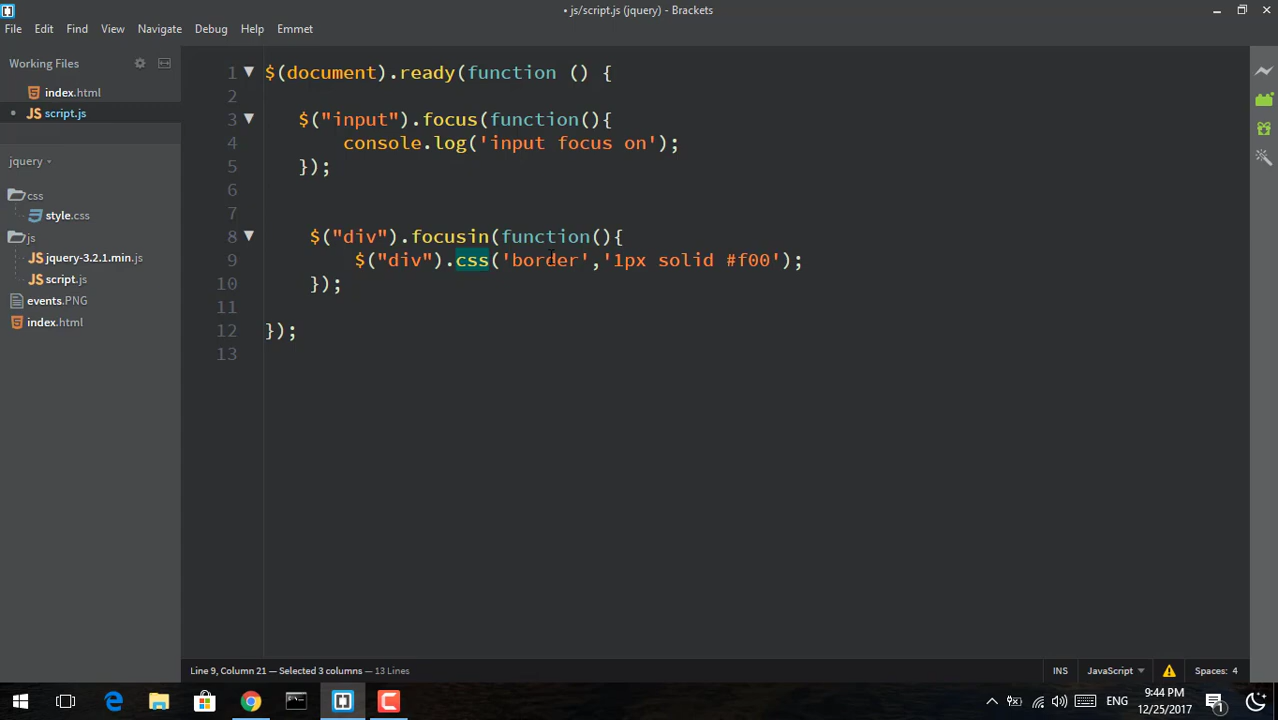 • js/script.js (jquery) - Brackets
File Edit Find View Navigate Debug Help Emmet
Working Files
index.html
• JS script.js
jquery
css
style.css
js
JS jquery-3.2.1.min.js
JS script.js
events.PNG
index.html
1 $(document).ready(function () {
2
3 $("input").focus(function(){
4 console.log('input focus on');
5 });
6
7
8 $("div").focusin(function(){
9 $("div").css('border','1px solid #f00');
10 });
11
12 });
13
Line 9, Column 21 — Selected 3 columns — 13 Lines
INS JavaScript Spaces: 4
ENG 9:44 PM
12/25/2017
1